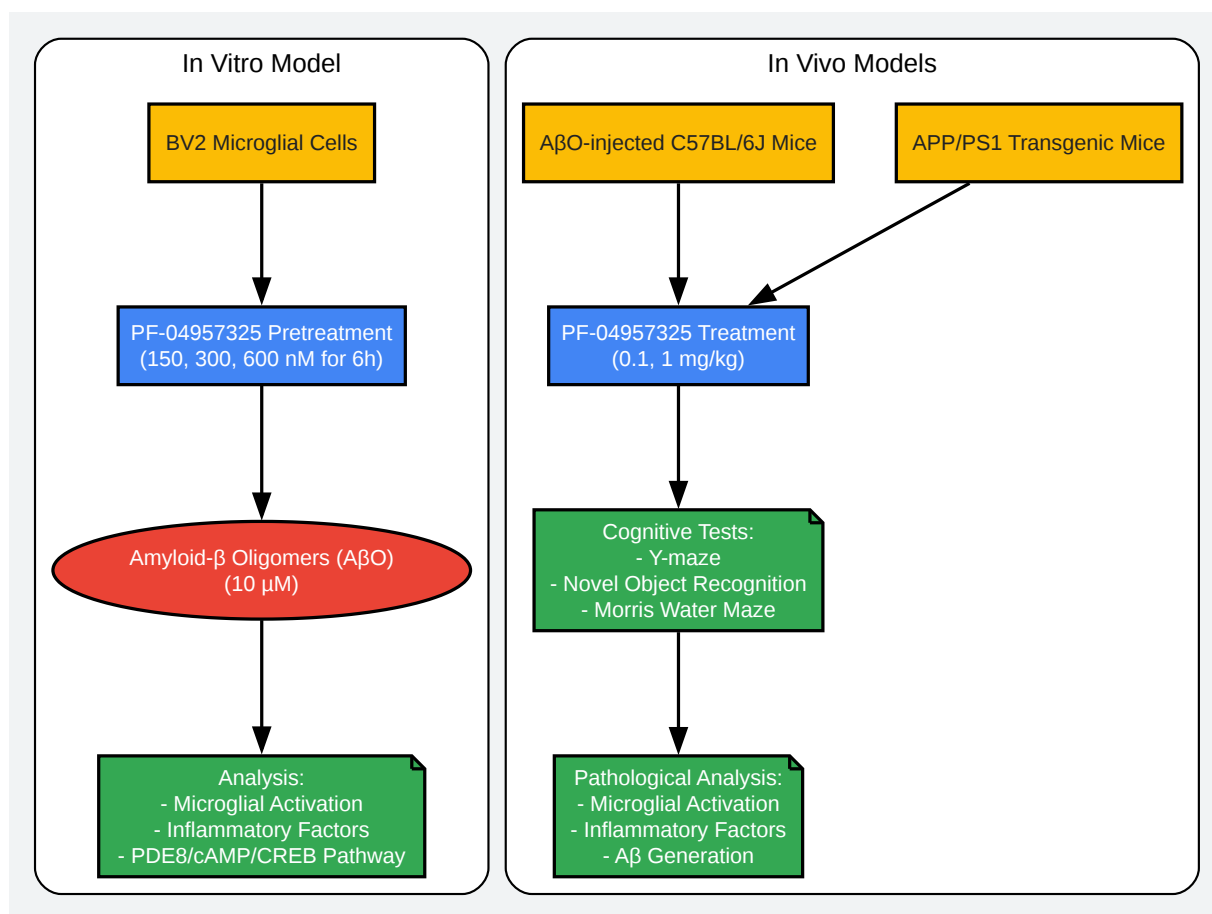 In Vitro Model
BV2 Microglial Cells
PF-04957325 Pretreatment
(150, 300, 600 nM for 6h)
Amyloid-β Oligomers (AβO)
(10 µM)
Analysis:
- Microglial Activation
- Inflammatory Factors
- PDE8/cAMP/CREB Pathway
In Vivo Models
AβO-injected C57BL/6J Mice
APP/PS1 Transgenic Mice
PF-04957325 Treatment
(0.1, 1 mg/kg)
Cognitive Tests:
- Y-maze
- Novel Object Recognition
- Morris Water Maze
Pathological Analysis:
- Microglial Activation
- Inflammatory Factors
- Aβ Generation